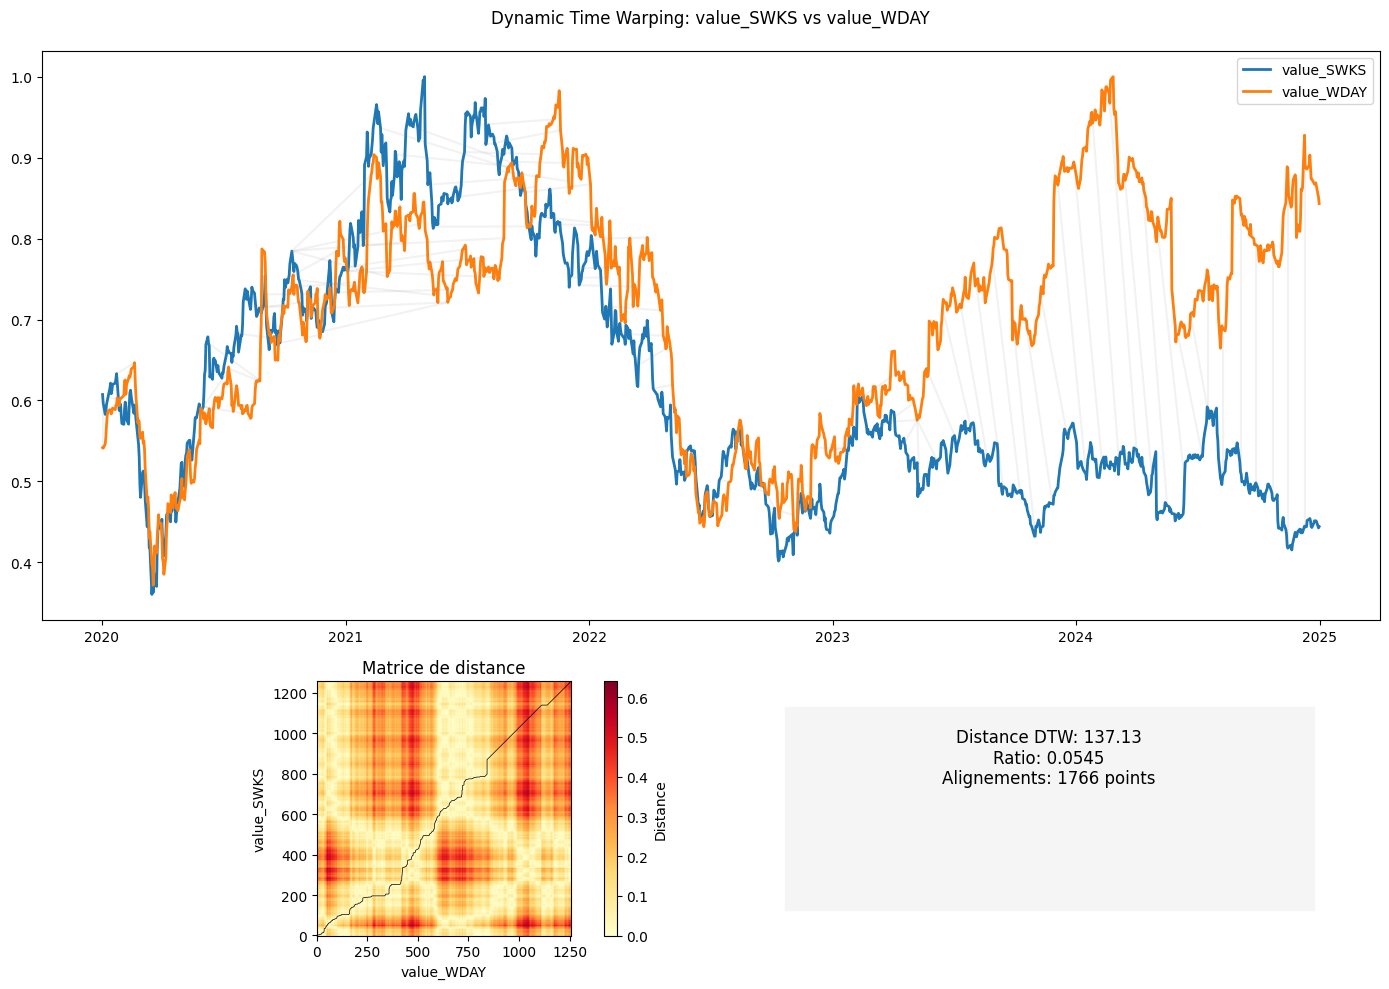 Dynamic Time Warping: value_SWKS vs value_WDAY
value_SWKS
value_WDAY
1.0
0.9
0.8
0.7
0.6
0.5
0.4
2020 2021 2022 2023 2024 2025
Matrice de distance
value_SWKS
1200
1000
800
600
400
200
0
0 250 500 750 1000 1250
value_WDAY
0.6
0.5
0.4
0.3
0.2
0.1
0.0
Distance
Distance DTW: 137.13
Ratio: 0.0545
Alignements: 1766 points